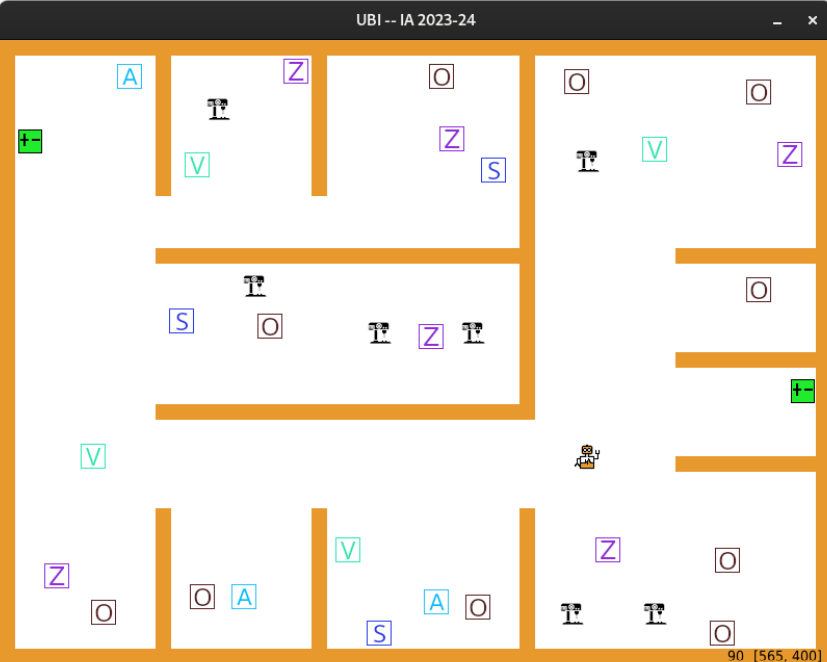 UBI -- IA 2023-24
A Z O O O
+-
V Z S V Z
S O Z O
+-
V
Z O O A V A O S Z O O
90 [565, 400]